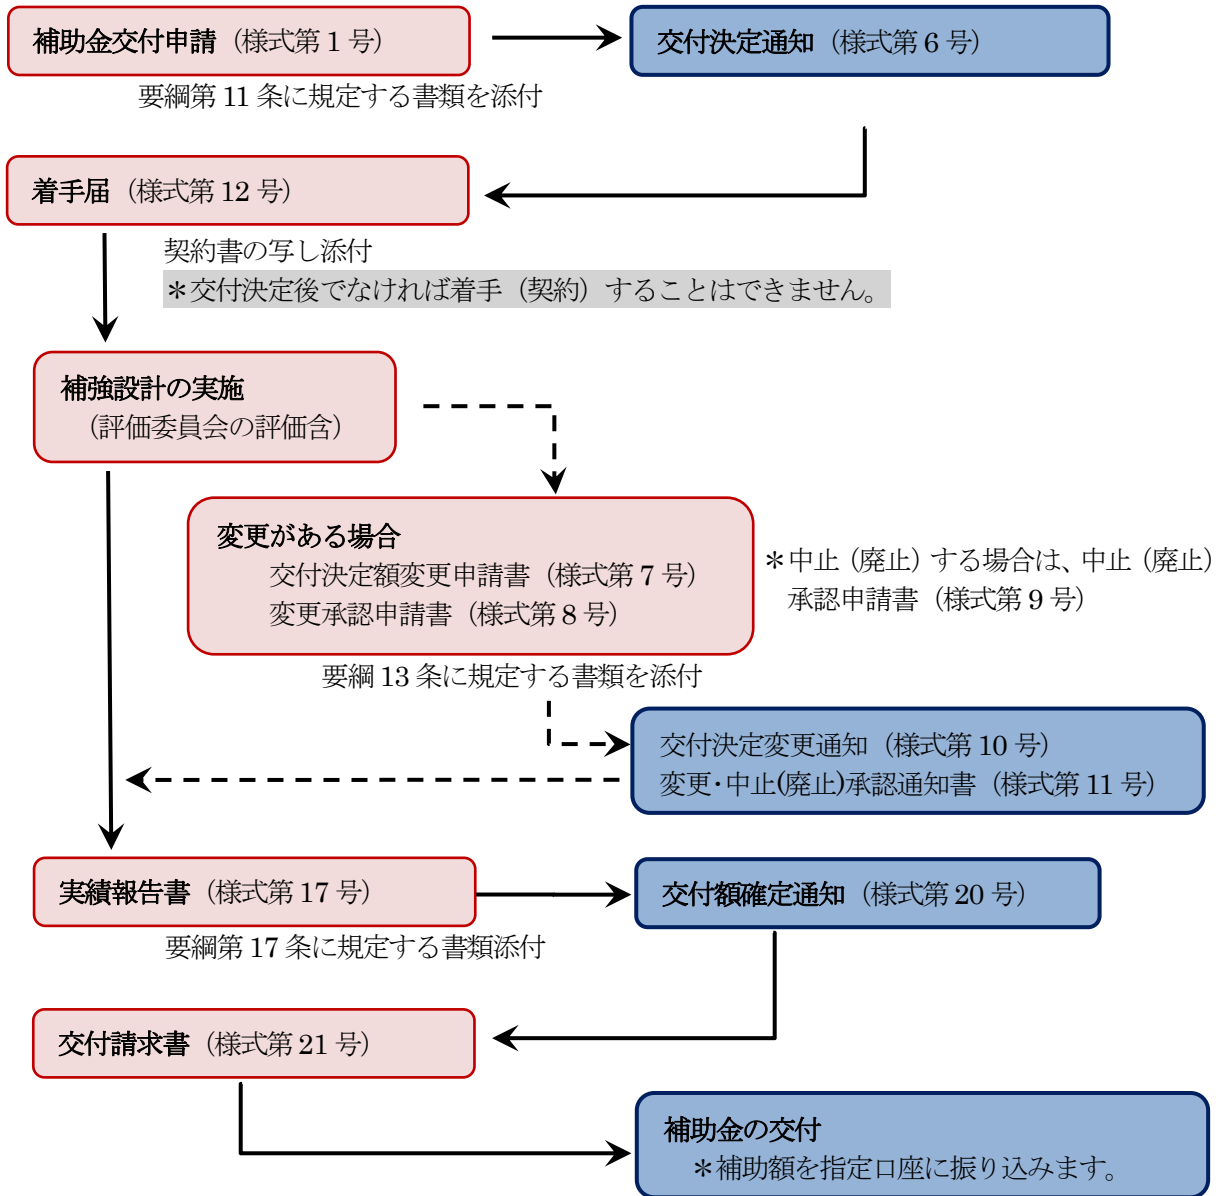 補助金交付申請（様式第１号）
交付決定通知（様式第６号）
要綱第 11 条に規定する書類を添付
着手届（様式第 12 号）
契約書の写し添付
＊交付決定後でなければ着手（契約）することはできません。
補強設計の実施
（評価委員会の評価含）
変更がある場合
交付決定額変更申請書（様式第７号）
変更承認申請書（様式第８号）
＊中止（廃止）する場合は、中止（廃止）
承認申請書（様式第９号）
要綱 13 条に規定する書類を添付
交付決定変更通知（様式第 10 号）
変更・中止(廃止)承認通知書（様式第 11 号）
実績報告書（様式第 17 号）
交付額確定通知（様式第 20 号）
要綱第 17 条に規定する書類添付
交付請求書（様式第 21 号）
補助金の交付
＊補助額を指定口座に振り込みます。